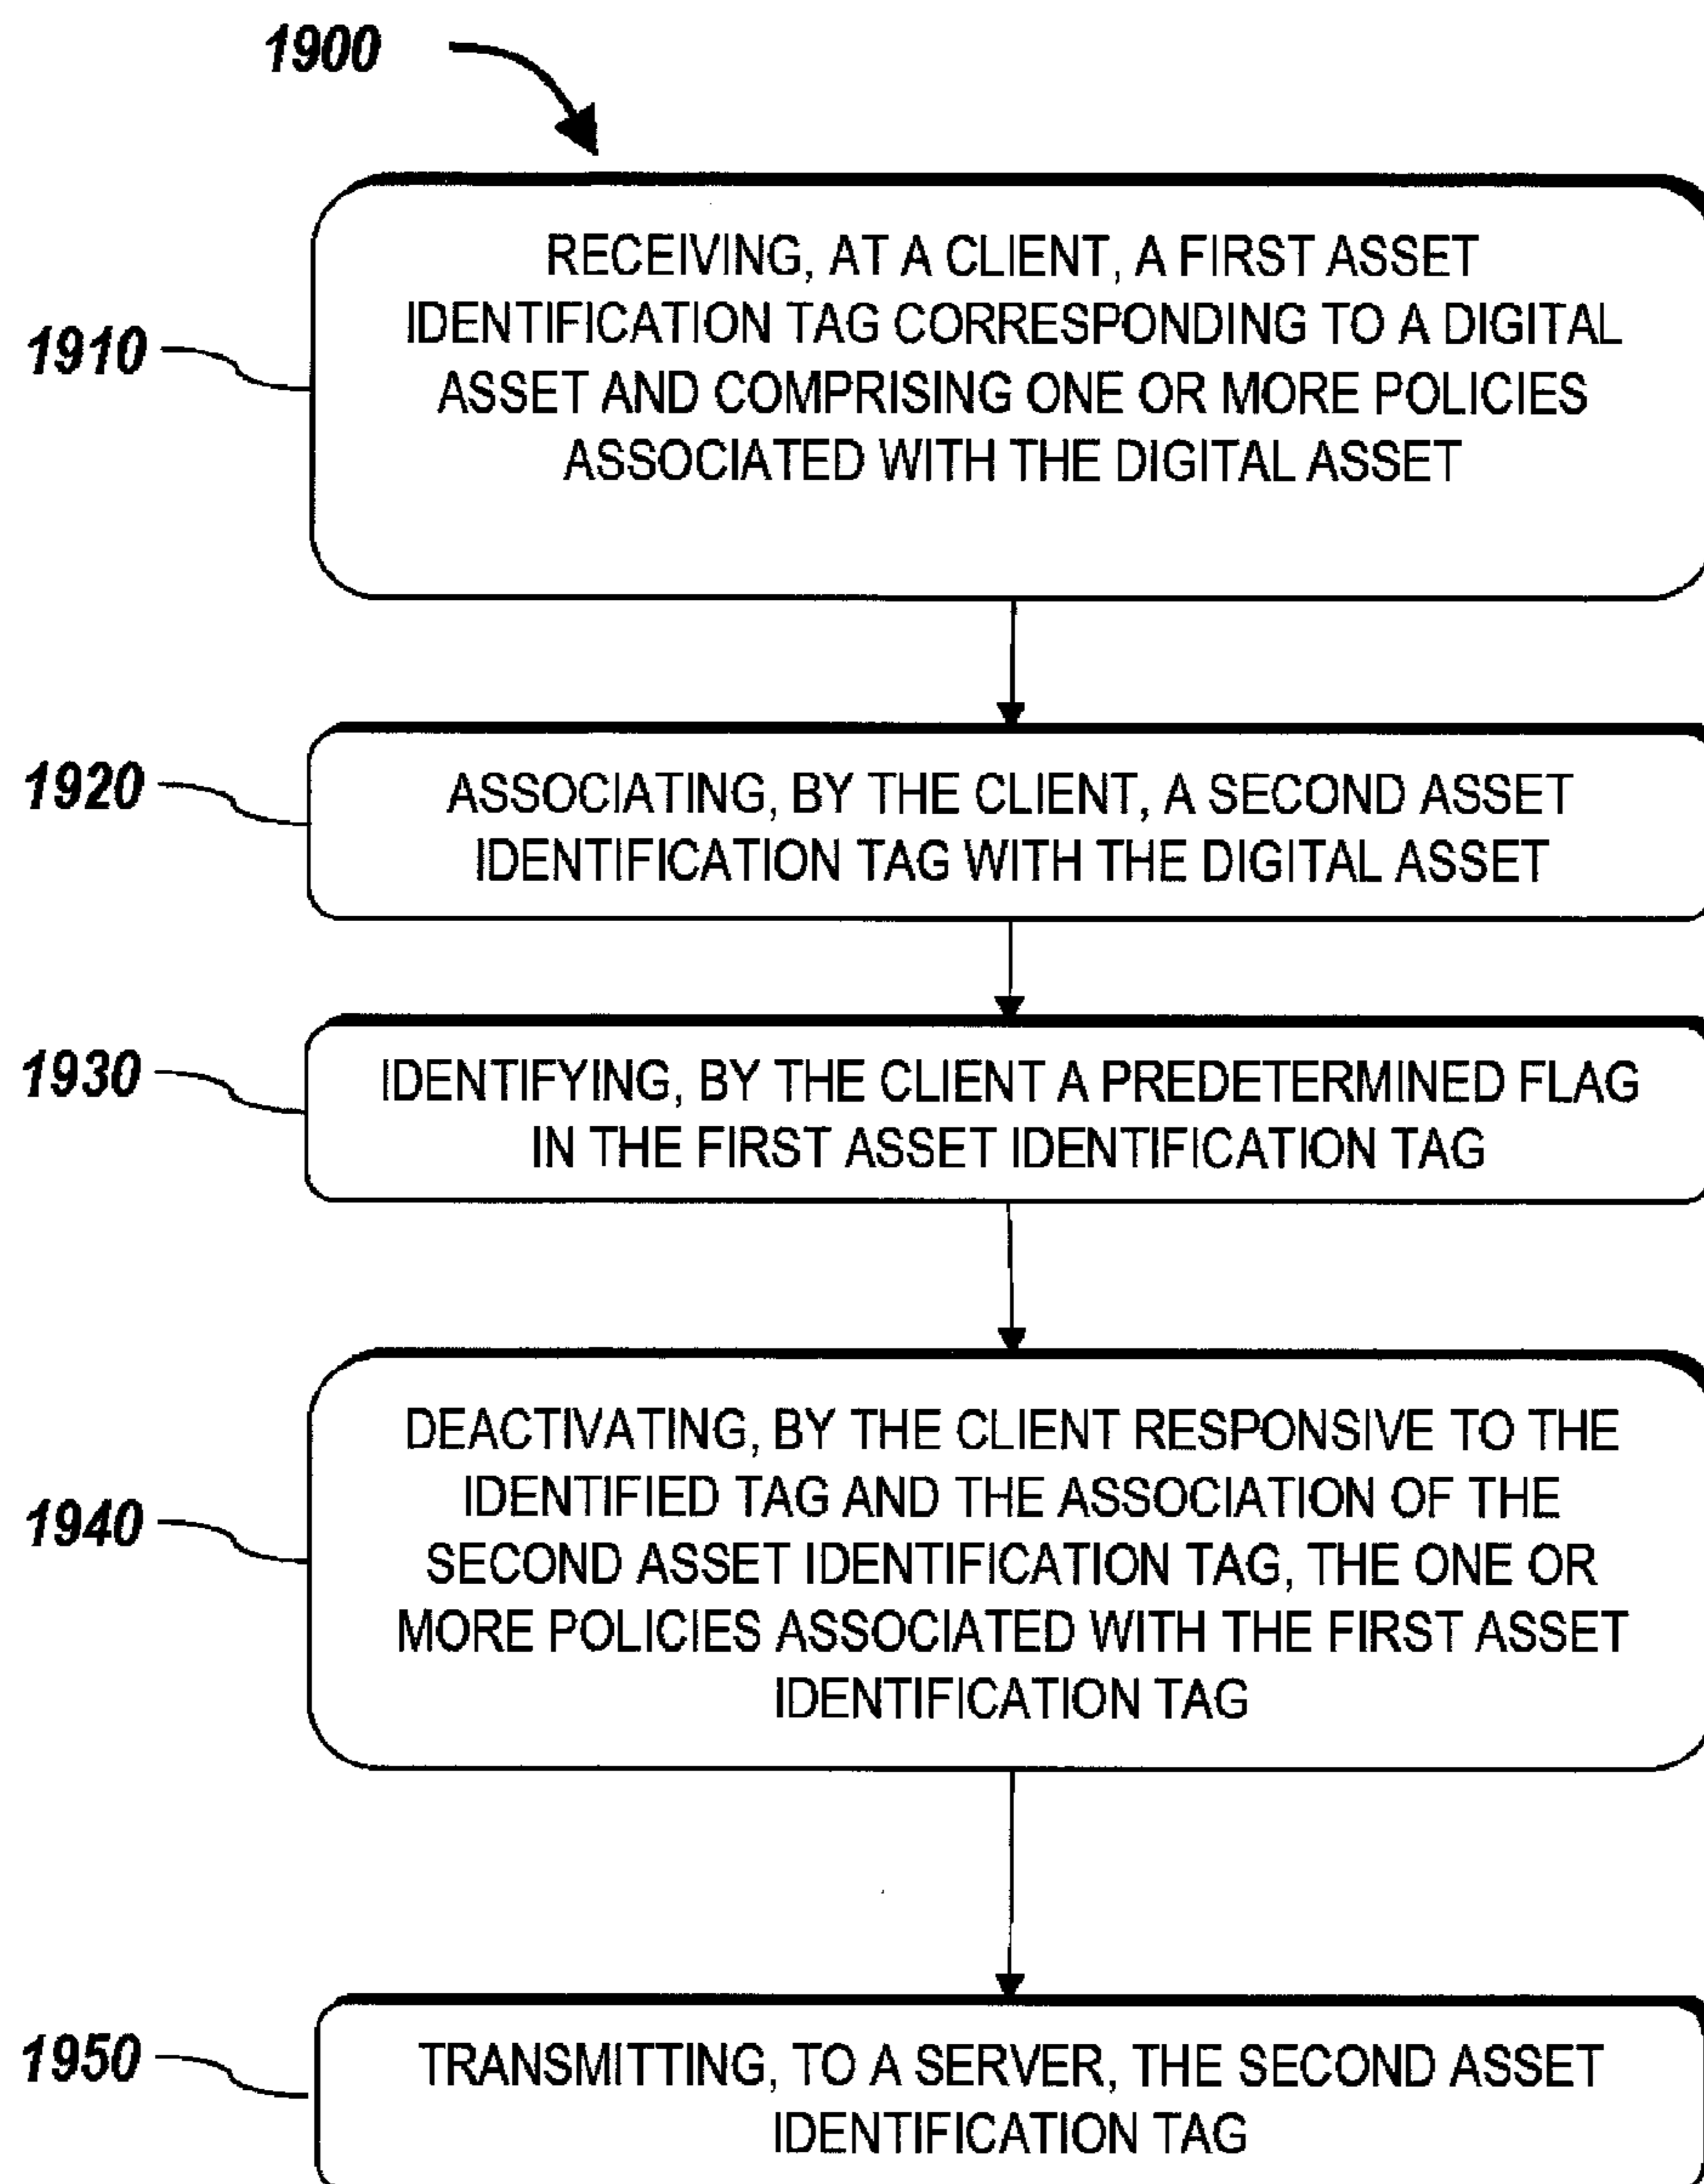 1900
1910
RECEIVING, AT A CLIENT, A FIRST ASSET
IDENTIFICATION TAG CORRESPONDING TO A DIGITAL
ASSET AND COMPRISING ONE OR MORE POLICIES
ASSOCIATED WITH THE DIGITAL ASSET
1920
ASSOCIATING, BY THE CLIENT, A SECOND ASSET
IDENTIFICATION TAG WITH THE DIGITAL ASSET
1930
IDENTIFYING, BY THE CLIENT A PREDETERMINED FLAG
IN THE FIRST ASSET IDENTIFICATION TAG
1940
DEACTIVATING, BY THE CLIENT RESPONSIVE TO THE
IDENTIFIED TAG AND THE ASSOCIATION OF THE
SECOND ASSET IDENTIFICATION TAG, THE ONE OR
MORE POLICIES ASSOCIATED WITH THE FIRST ASSET
IDENTIFICATION TAG
1950
TRANSMITTING, TO A SERVER, THE SECOND ASSET
IDENTIFICATION TAG